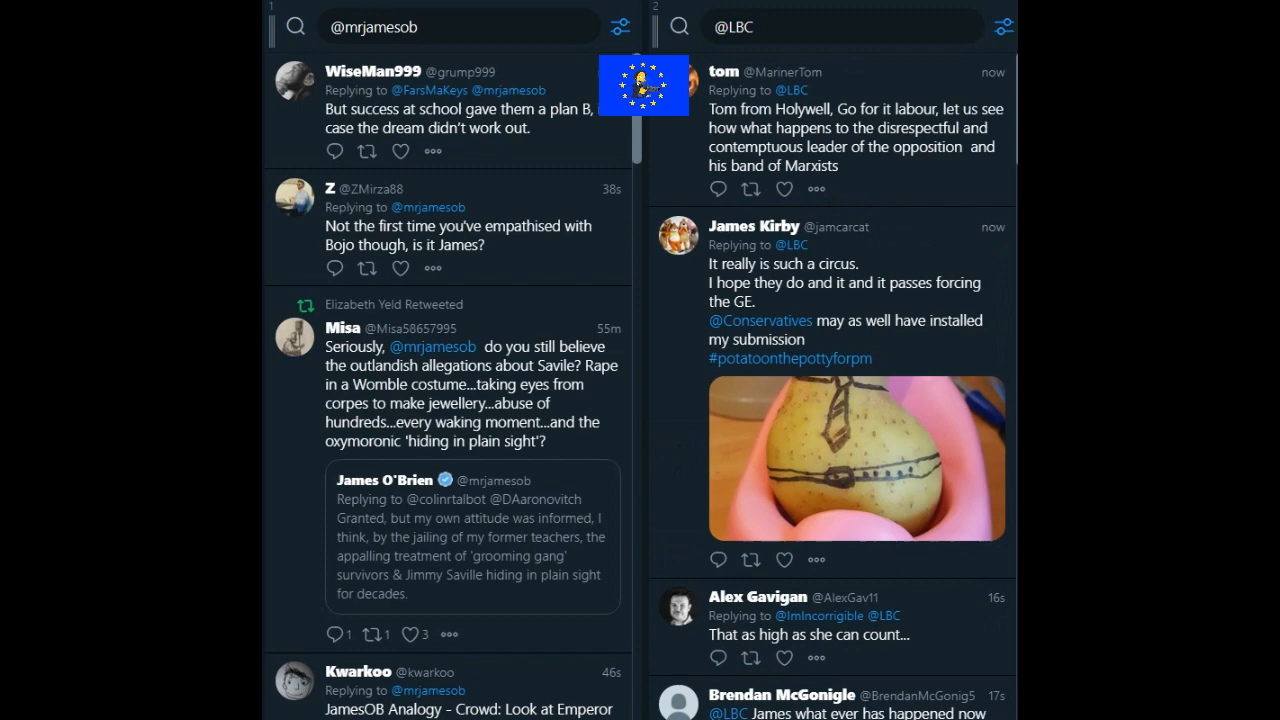 1
@mrjamesob
WiseMan999 @grump999
Replying to @FarsMaKeys @mrjamesob
But success at school gave them a plan B,
case the dream didn’t work out.
Z @ZMirza88 38s
Replying to @mrjamesob
Not the first time you've empathised with
Bojo though, is it James?
Elizabeth Yeld Retweeted
Misa @Misa58657995 55m
Seriously, @mrjamesob do you still believe
the outlandish allegations about Savile? Rape
in a Womble costume...taking eyes from
corpes to make jewellery...abuse of
hundreds...every waking moment...and the
oxymoronic 'hiding in plain sight'?
James O'Brien @mrjamesob
Replying to @colinrtalbot @DAaronovitch
Granted, but my own attitude was informed, I
think, by the jailing of my former teachers, the
appalling treatment of 'grooming gang'
survivors & Jimmy Saville hiding in plain sight
for decades.
1 1 3
Kwarkoo @kwarkoo 46s
Replying to @mrjamesob
JamesOB Analogy - Crowd: Look at Emperor
2
@LBC
tom @MarinerTom now
Replying to @LBC
Tom from Holywell, Go for it labour, let us see
how what happens to the disrespectful and
contemptuous leader of the opposition and
his band of Marxists
James Kirby @jamcarcat now
Replying to @LBC
It really is such a circus.
I hope they do and it and it passes forcing
the GE.
@Conservatives may as well have installed
my submission
#potatoonthepottyforpm
Alex Gavigan @AlexGav11 16s
Replying to @ImIncorrigible @LBC
That as high as she can count...
Brendan McGonigle @BrendanMcGonig5 17s
@LBC James what ever has happened now